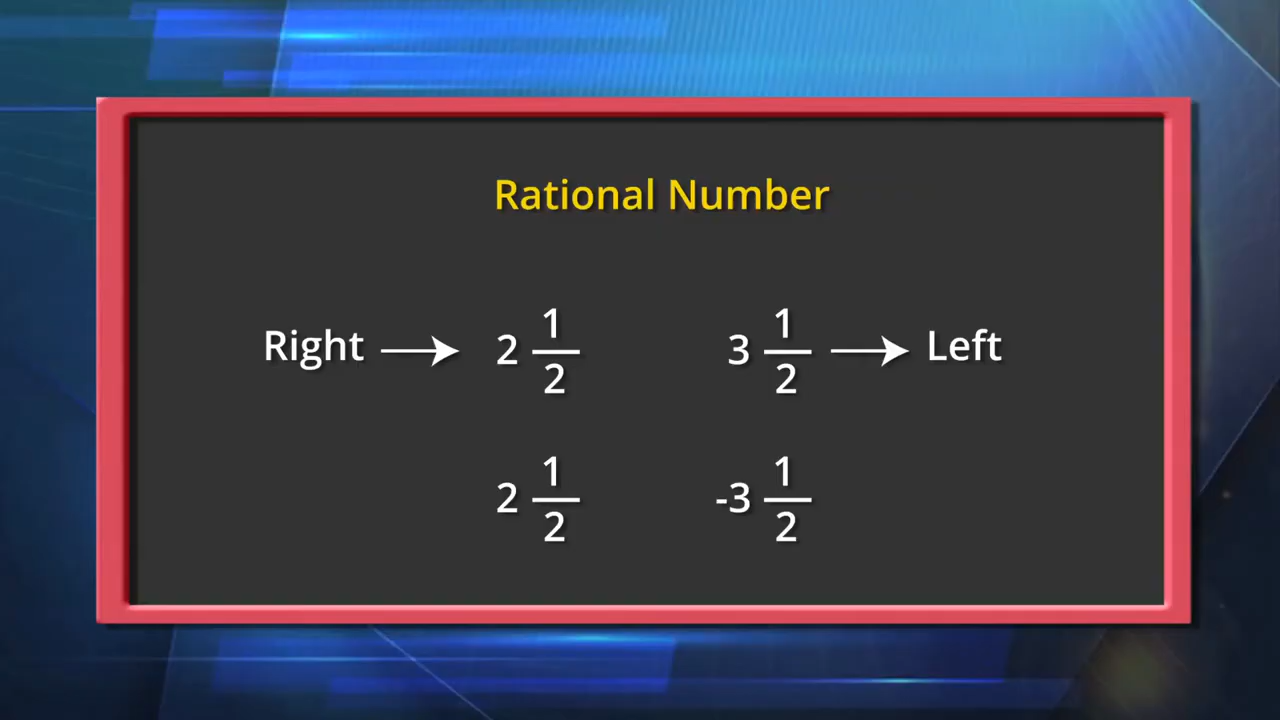 Rational Number
Right → 2 1/2 3 1/2 → Left
2 1/2 -3 1/2